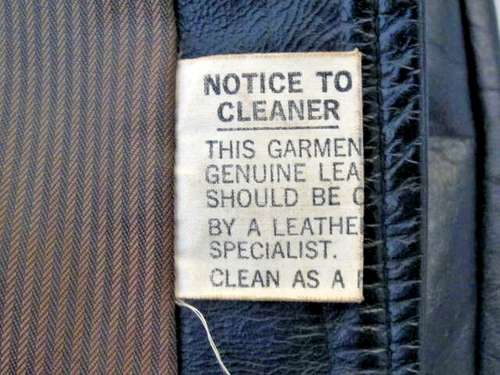 NOTICE TO
CLEANER
THIS GARMEN
GENUINE LEA
SHOULD BE C
BY A LEATHE
SPECIALIST.
CLEAN AS A